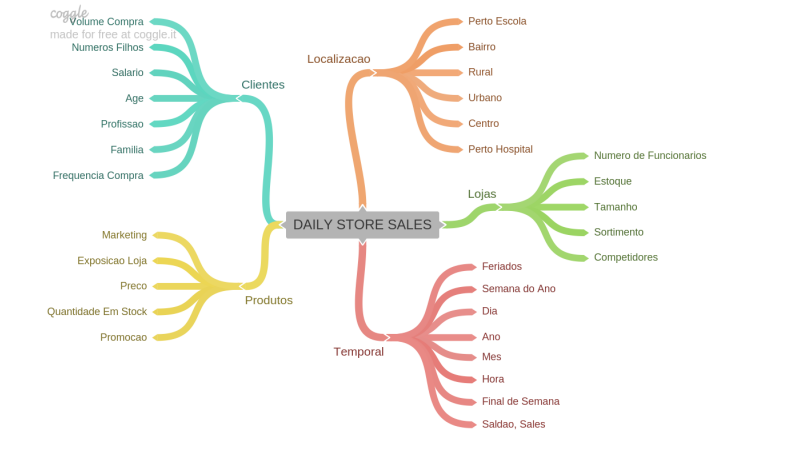 coggle
made for free at coggle.it
Volume Compra
Numeros Filhos
Salario
Age
Profissao
Familia
Frequencia Compra
Clientes
Marketing
Exposicao Loja
Preco
Quantidade Em Stock
Promocao
Produtos
DAILY STORE SALES
Localizacao
Perto Escola
Bairro
Rural
Urbano
Centro
Perto Hospital
Lojas
Numero de Funcionarios
Estoque
Tamanho
Sortimento
Competidores
Temporal
Feriados
Semana do Ano
Dia
Ano
Mes
Hora
Final de Semana
Saldao, Sales